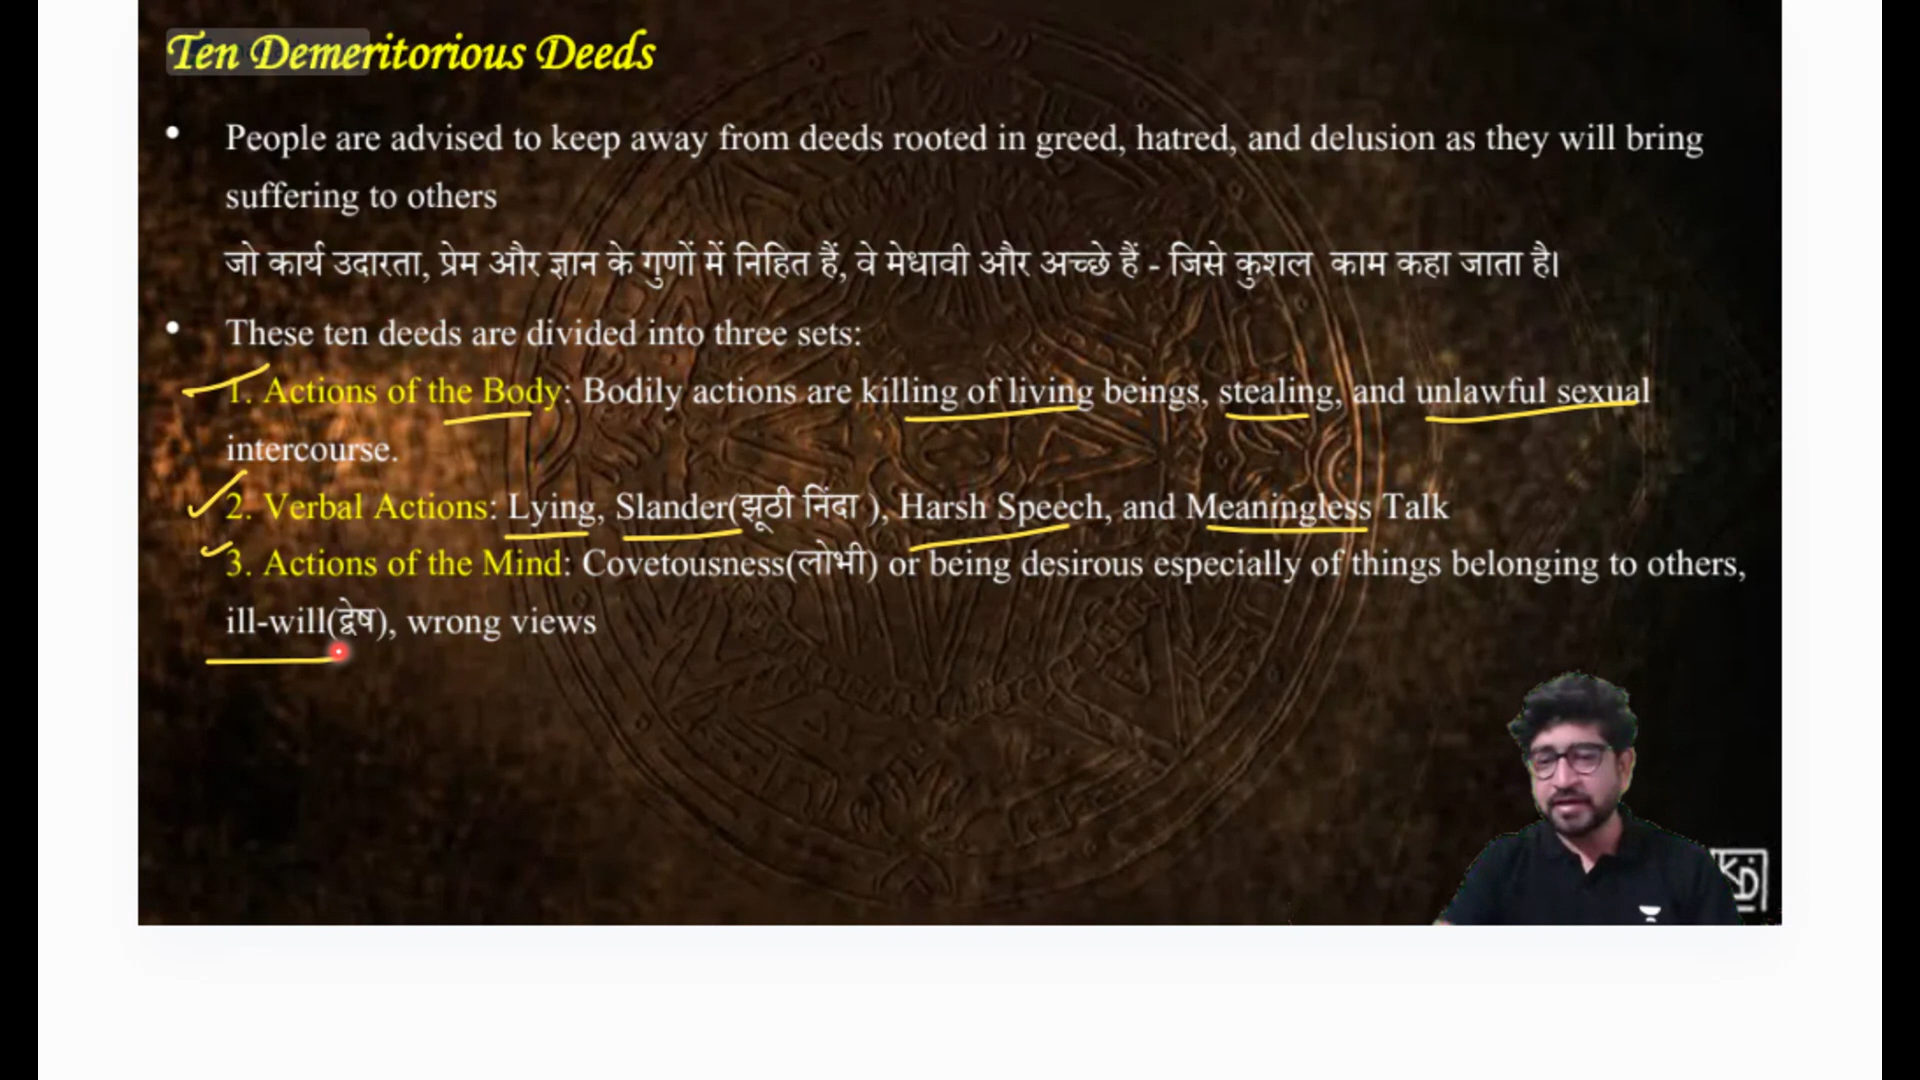 Ten Demeritorious Deeds
• People are advised to keep away from deeds rooted in greed, hatred, and delusion as they will bring
suffering to others
जो कार्य उदारता, प्रेम और ज्ञान के गुणों में निहित हैं, वे मेधावी और अच्छे हैं - जिसे कुशल काम कहा जाता है।
• These ten deeds are divided into three sets:
1. Actions of the Body: Bodily actions are killing of living beings, stealing, and unlawful sexual
intercourse.
2. Verbal Actions: Lying, Slander(झूठी निंदा ), Harsh Speech, and Meaningless Talk
3. Actions of the Mind: Covetousness(लोभी) or being desirous especially of things belonging to others,
ill-will(द्वेष), wrong views
KD